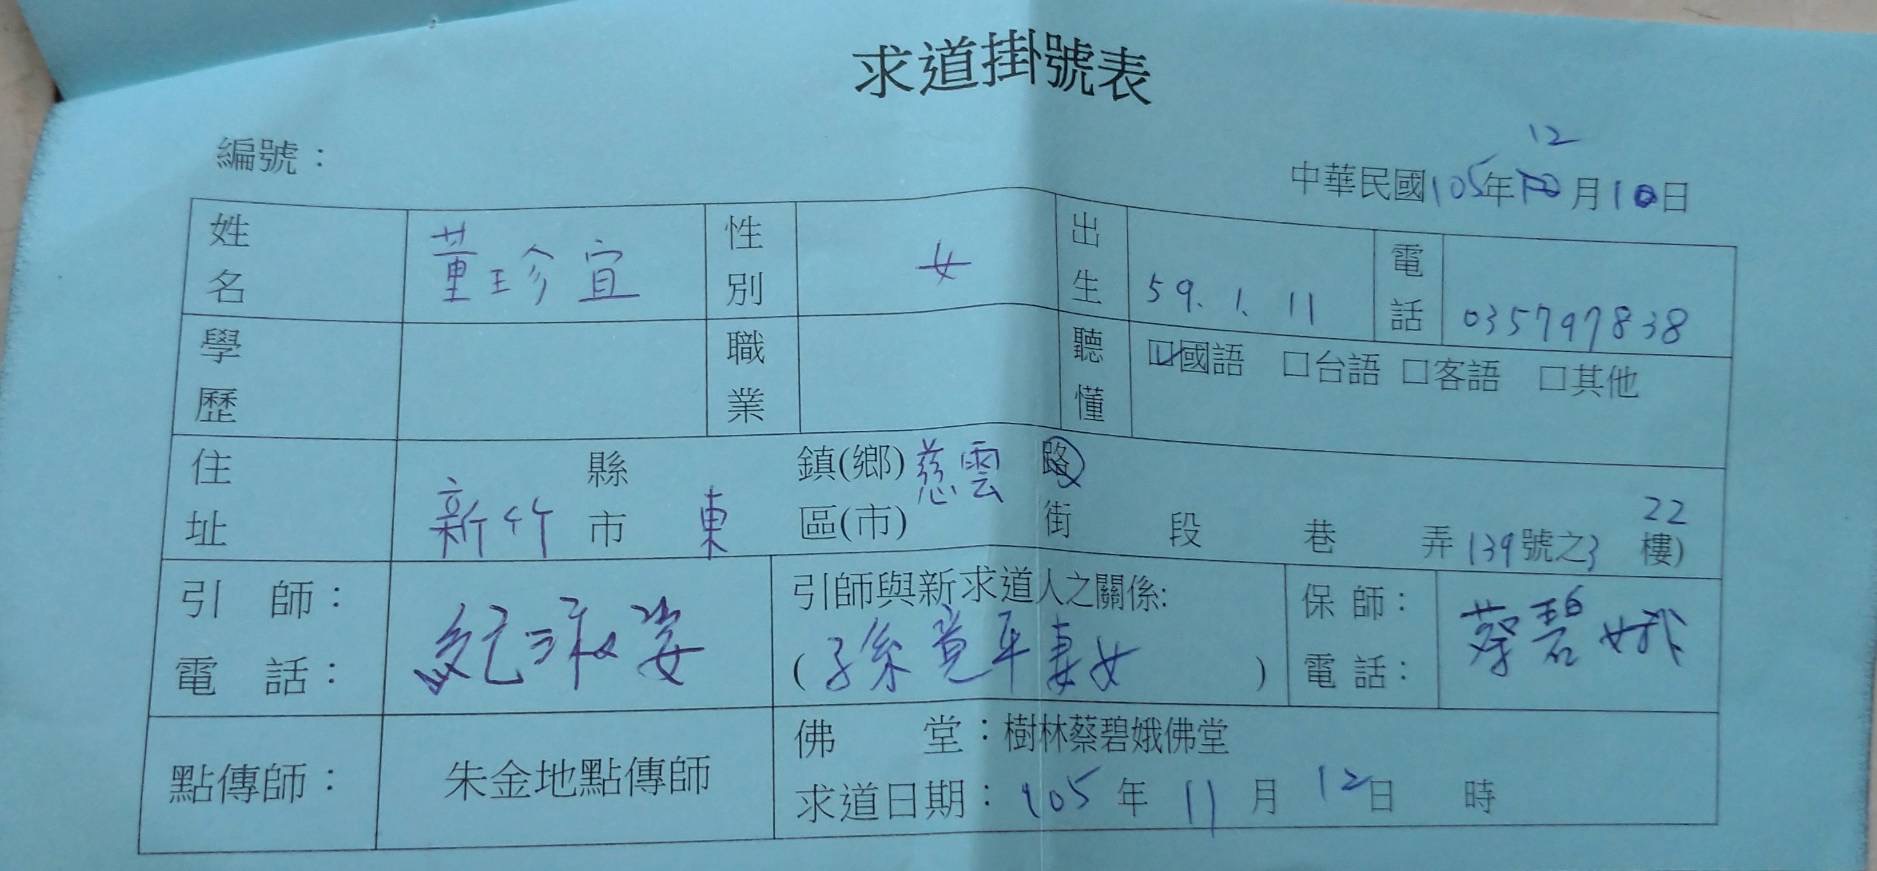 求道掛號表
編號：
12
中華民國105年月10日
姓名 董珍宜 性別 女 出生 59.1.11 電話 035797838
學歷 職業 聽懂 ☑國語 □台語 □客語 □其他
住址 新竹 縣市 東 鎮(鄉)區(市) 慈雲 路街 段 巷 弄 139號之3 22樓)
引師： 電話： 紀淑姿 引師與新求道人之關係: (孫 平妻女 ) 保師： 電話： 蔡碧娥
點傳師： 朱金地點傳師 佛堂：樹林蔡碧娥佛堂
求道日期：105年11月12日 時